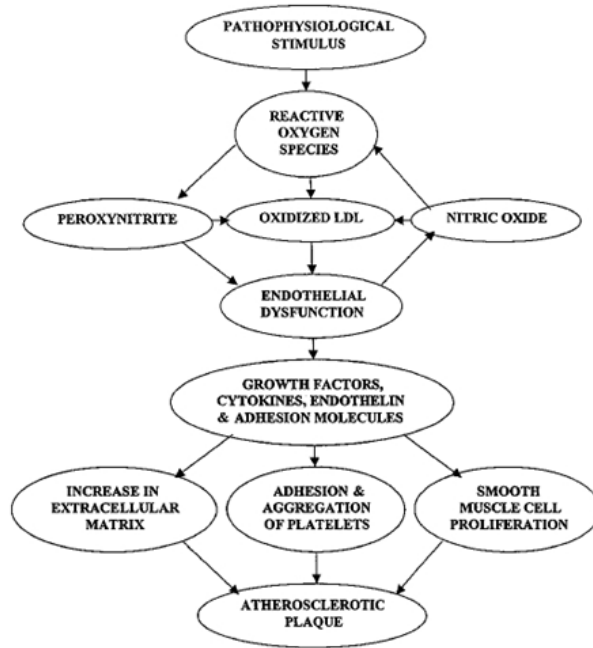 PATHOPHYSIOLOGICAL
STIMULUS
REACTIVE
OXYGEN
SPECIES
PEROXYNITRITE
OXIDIZED LDL
NITRIC OXIDE
ENDOTHELIAL
DYSFUNCTION
GROWTH FACTORS,
CYTOKINES, ENDOTHELIN
& ADHESION MOLECULES
INCREASE IN
EXTRACELLULAR
MATRIX
ADHESION &
AGGREGATION
OF PLATELETS
SMOOTH
MUSCLE CELL
PROLIFERATION
ATHEROSCLEROTIC
PLAQUE